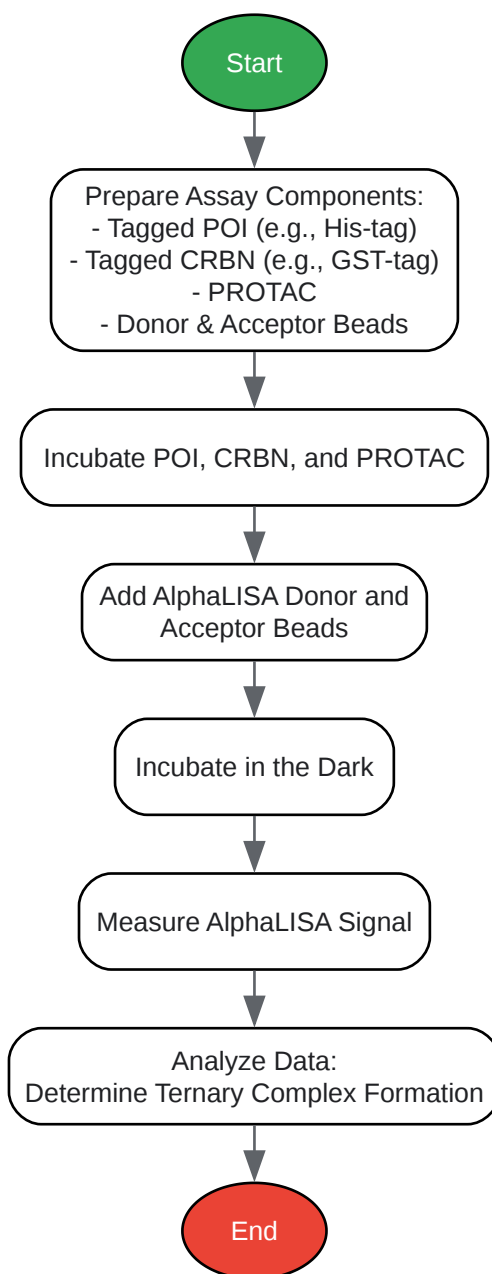 Start
Prepare Assay Components:
- Tagged POI (e.g., His-tag)
- Tagged CRBN (e.g., GST-tag)
- PROTAC
- Donor & Acceptor Beads
Incubate POI, CRBN, and PROTAC
Add AlphaLISA Donor and
Acceptor Beads
Incubate in the Dark
Measure AlphaLISA Signal
Analyze Data:
Determine Ternary Complex Formation
End